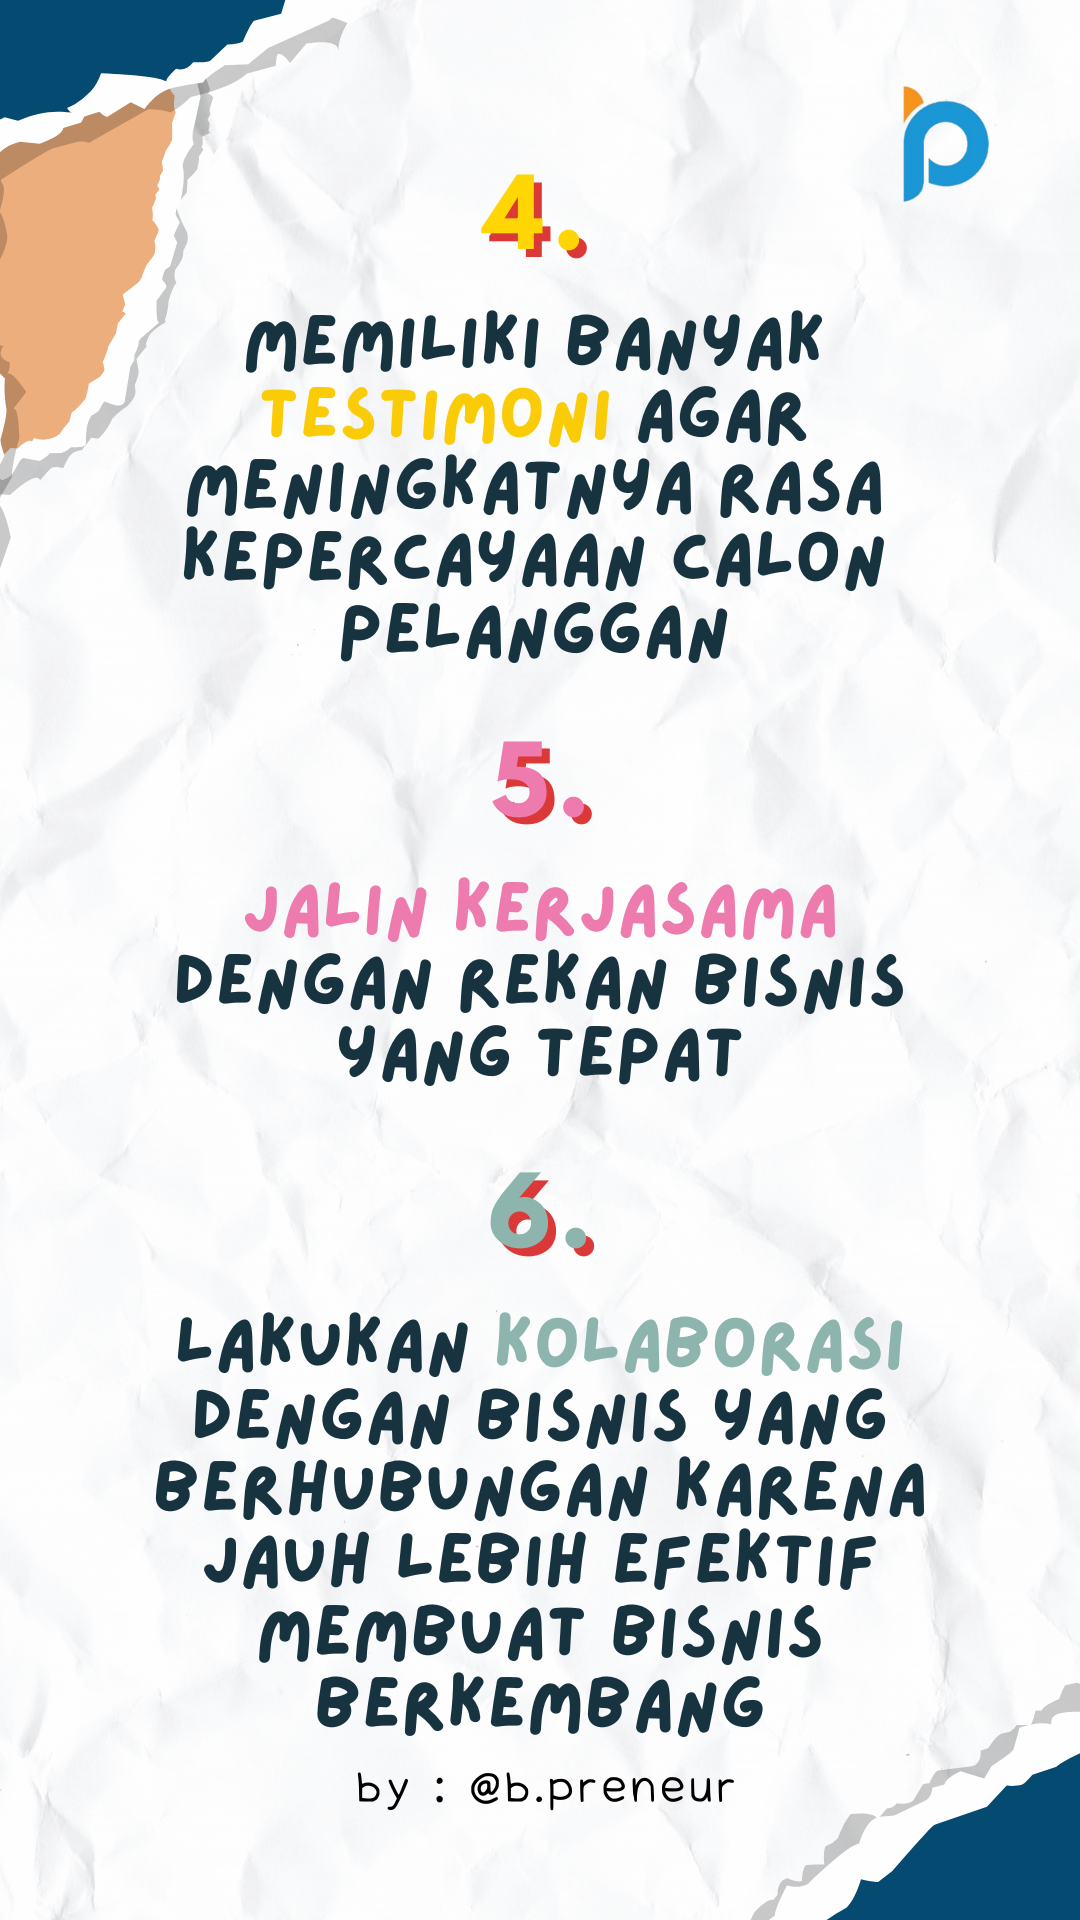 4.
MEMILIKI BANYAK
TESTIMONI AGAR
MENINGKATNYA RASA
KEPERCAYAAN CALON
PELANGGAN
5.
JALIN KERJASAMA
DENGAN REKAN BISNIS
YANG TEPAT
6.
LAKUKAN KOLABORASI
DENGAN BISNIS YANG
BERHUBUNGAN KARENA
JAUH LEBIH EFEKTIF
MEMBUAT BISNIS
BERKEMBANG
by : @b.preneur